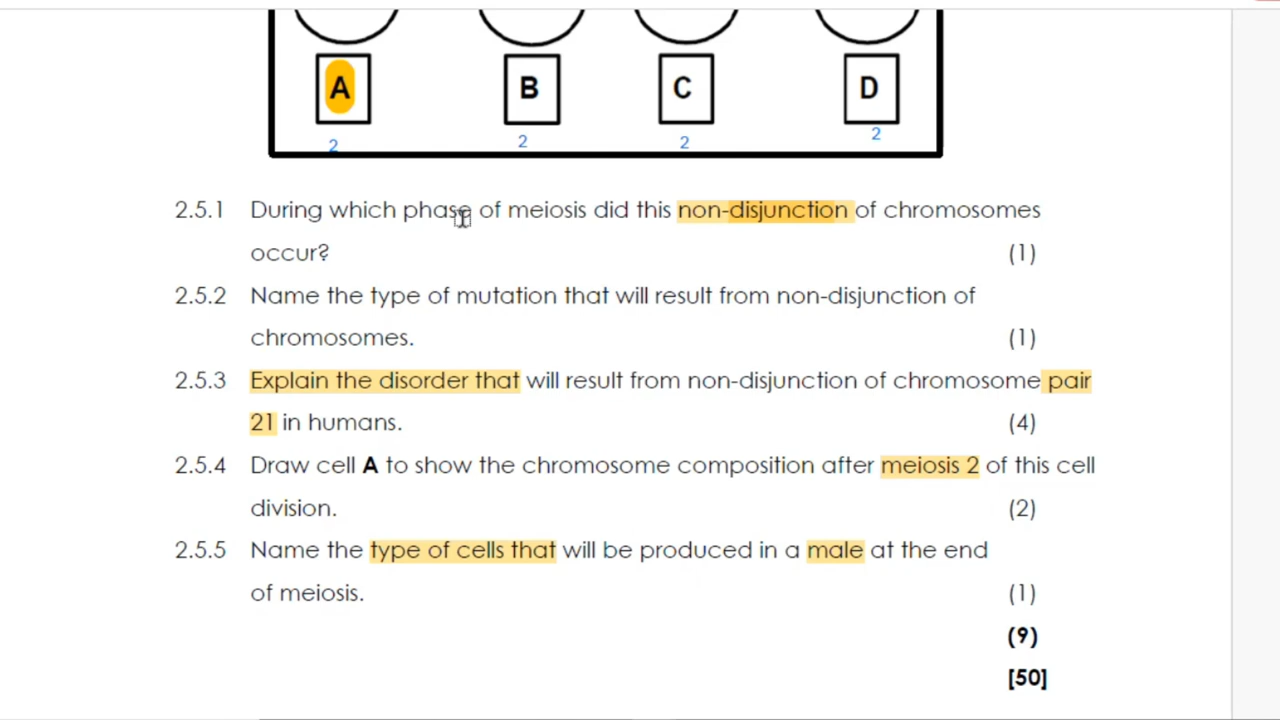 A B C D
2 2 2 2
2.5.1 During which phase of meiosis did this non-disjunction of chromosomes
occur? (1)
2.5.2 Name the type of mutation that will result from non-disjunction of
chromosomes. (1)
2.5.3 Explain the disorder that will result from non-disjunction of chromosome pair
21 in humans. (4)
2.5.4 Draw cell A to show the chromosome composition after meiosis 2 of this cell
division. (2)
2.5.5 Name the type of cells that will be produced in a male at the end
of meiosis. (1)
(9)
[50]